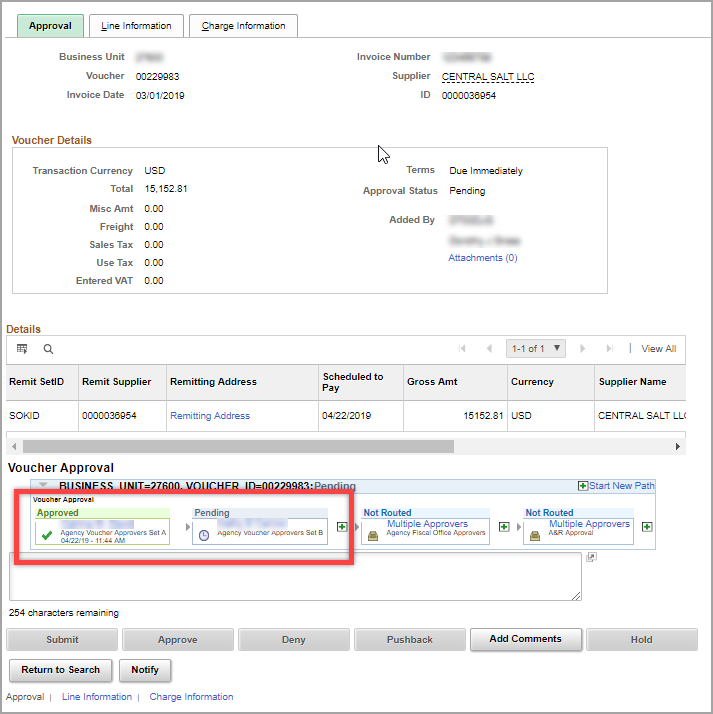 Approval
Line Information
Charge Information
Business Unit
Invoice Number
Voucher 00229983
Supplier CENTRAL SALT LLC
Invoice Date 03/01/2019
ID 0000036954
Voucher Details
Transaction Currency USD
Terms Due Immediately
Total 15,152.81
Approval Status Pending
Misc Amt 0.00
Freight 0.00
Added By
Sales Tax 0.00
Use Tax 0.00
Attachments (0)
Entered VAT 0.00
Details
1-1 of 1
View All
Remit SetID Remit Supplier Remitting Address Scheduled to Pay Gross Amt Currency Supplier Name
SOKID 0000036954 Remitting Address 04/22/2019 15152.81 USD CENTRAL SALT LLC
Voucher Approval
BUSINESS_UNIT=27600, VOUCHER_ID=00229983:Pending
Start New Path
Voucher Approval
Approved
Agency Voucher Approvers Set A
04/22/19 - 11:44 AM
Pending
Agency Voucher Approvers Set B
Not Routed
Multiple Approvers
Agency Fiscal Office Approvers
Not Routed
Multiple Approvers
A&R Approval
254 characters remaining
Submit Approve Deny Pushback Add Comments Hold
Return to Search Notify
Approval | Line Information | Charge Information